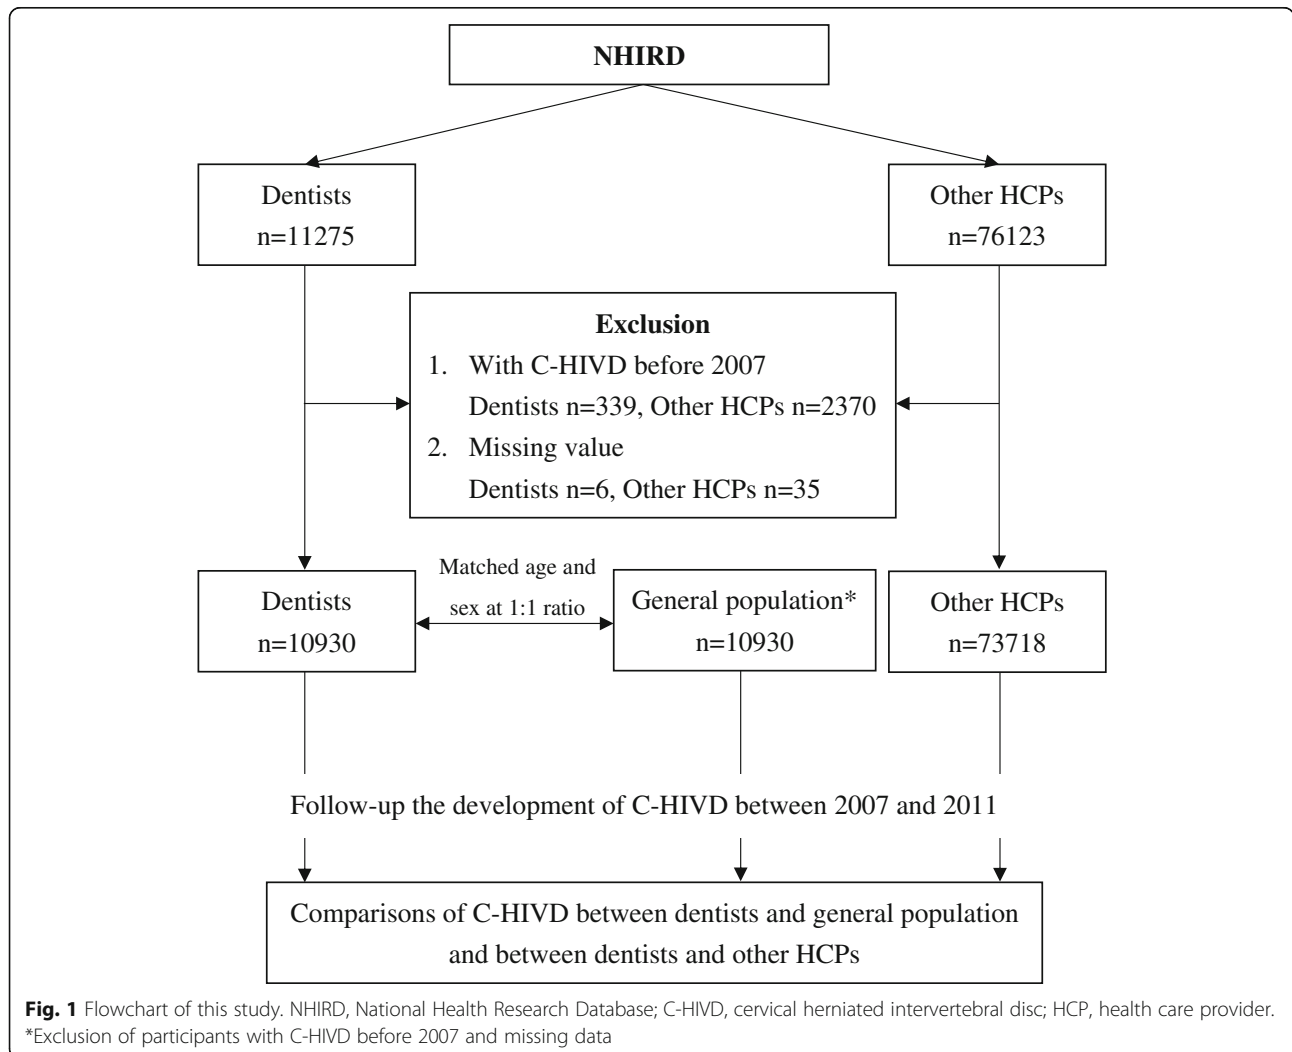 NHIRD
Dentists
n=11275
Other HCPs
n=76123
Exclusion
1. With C-HIVD before 2007
Dentists n=339, Other HCPs n=2370
2. Missing value
Dentists n=6, Other HCPs n=35
Dentists
n=10930
Matched age and
sex at 1:1 ratio
General population*
n=10930
Other HCPs
n=73718
Follow-up the development of C-HIVD between 2007 and 2011
Comparisons of C-HIVD between dentists and general population
and between dentists and other HCPs
Fig. 1 Flowchart of this study. NHIRD, National Health Research Database; C-HIVD, cervical herniated intervertebral disc; HCP, health care provider.
*Exclusion of participants with C-HIVD before 2007 and missing data